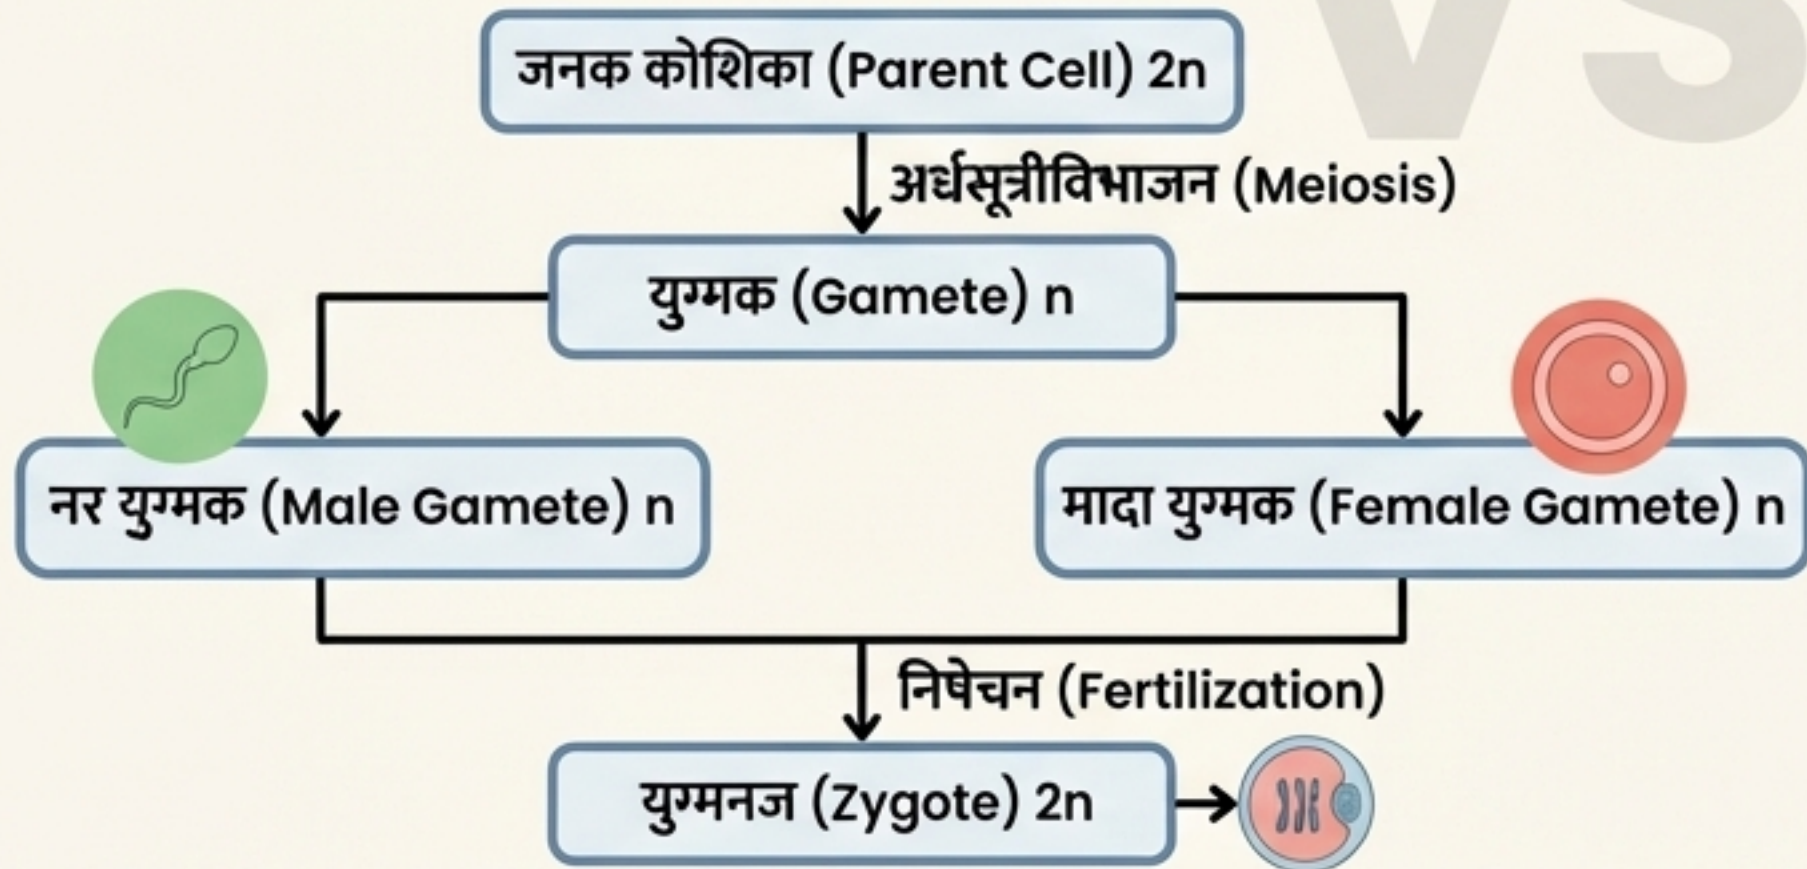 VS
जनक कोशिका (Parent Cell) 2n
अर्धसूत्रीविभाजन (Meiosis)
युग्मक (Gamete) n
नर युग्मक (Male Gamete) n
मादा युग्मक (Female Gamete) n
निषेचन (Fertilization)
युग्मनज (Zygote) 2n